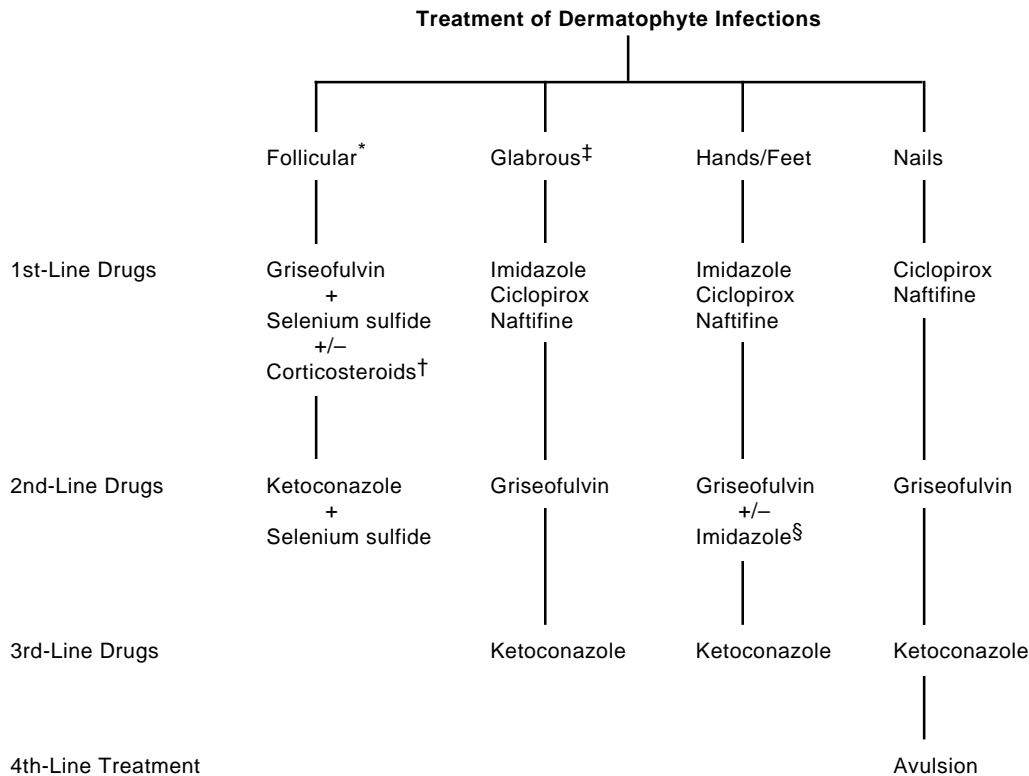 Treatment of Dermatophyte Infections
Follicular* Glabrous‡ Hands/Feet Nails
1st-Line Drugs Griseofulvin Imidazole Imidazole Ciclopirox
+ Ciclopirox Ciclopirox Naftifine
Selenium sulfide Naftifine Naftifine
+/–
Corticosteroids†
2nd-Line Drugs Ketoconazole Griseofulvin Griseofulvin Griseofulvin
+ +/–
Selenium sulfide Imidazole§
3rd-Line Drugs Ketoconazole Ketoconazole Ketoconazole
4th-Line Treatment Avulsion